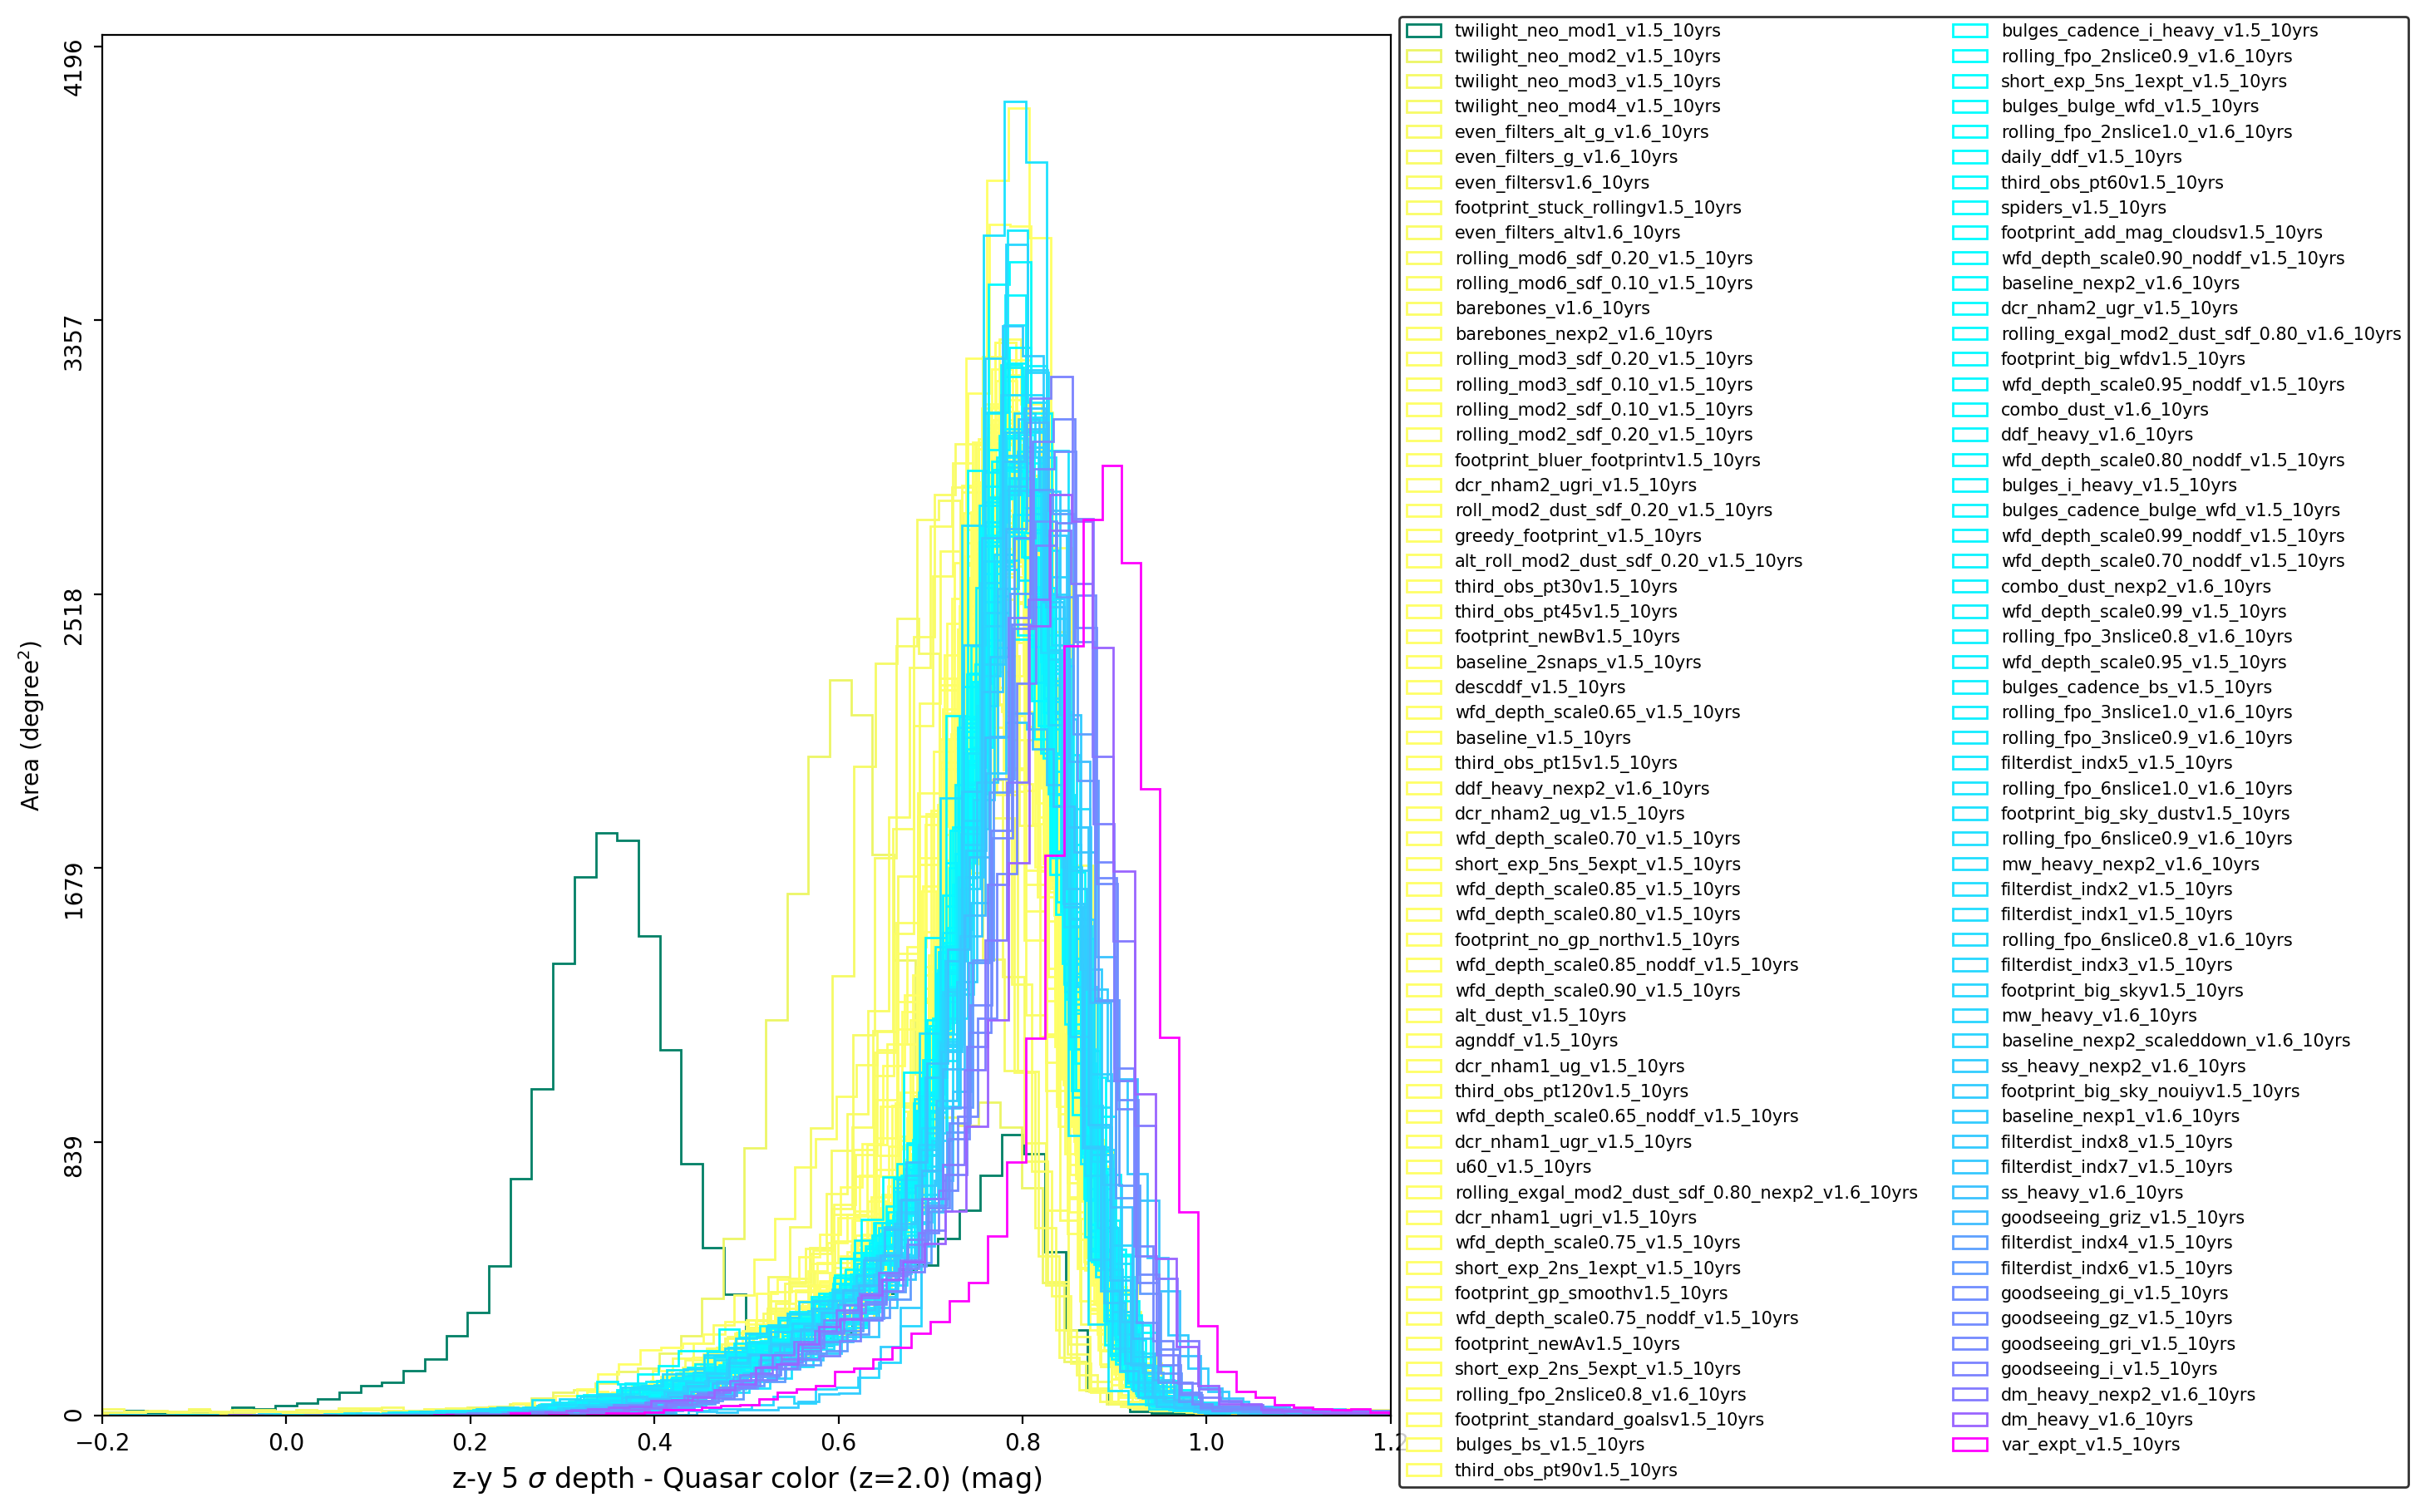 4196
3357
2518
1679
839
0
Area (degree²)
−0.2
0.0
0.2
0.4
0.6
0.8
1.0
1.2
z-y 5 σ depth - Quasar color (z=2.0) (mag)
twilight_neo_mod1_v1.5_10yrs
twilight_neo_mod2_v1.5_10yrs
twilight_neo_mod3_v1.5_10yrs
twilight_neo_mod4_v1.5_10yrs
even_filters_alt_g_v1.6_10yrs
even_filters_g_v1.6_10yrs
even_filtersv1.6_10yrs
footprint_stuck_rollingv1.5_10yrs
even_filters_altv1.6_10yrs
rolling_mod6_sdf_0.20_v1.5_10yrs
rolling_mod6_sdf_0.10_v1.5_10yrs
barebones_v1.6_10yrs
barebones_nexp2_v1.6_10yrs
rolling_mod3_sdf_0.20_v1.5_10yrs
rolling_mod3_sdf_0.10_v1.5_10yrs
rolling_mod2_sdf_0.10_v1.5_10yrs
rolling_mod2_sdf_0.20_v1.5_10yrs
footprint_bluer_footprintv1.5_10yrs
dcr_nham2_ugri_v1.5_10yrs
roll_mod2_dust_sdf_0.20_v1.5_10yrs
greedy_footprint_v1.5_10yrs
alt_roll_mod2_dust_sdf_0.20_v1.5_10yrs
third_obs_pt30v1.5_10yrs
third_obs_pt45v1.5_10yrs
footprint_newBv1.5_10yrs
baseline_2snaps_v1.5_10yrs
descddf_v1.5_10yrs
wfd_depth_scale0.65_v1.5_10yrs
baseline_v1.5_10yrs
third_obs_pt15v1.5_10yrs
ddf_heavy_nexp2_v1.6_10yrs
dcr_nham2_ug_v1.5_10yrs
wfd_depth_scale0.70_v1.5_10yrs
short_exp_5ns_5expt_v1.5_10yrs
wfd_depth_scale0.85_v1.5_10yrs
wfd_depth_scale0.80_v1.5_10yrs
footprint_no_gp_northv1.5_10yrs
wfd_depth_scale0.85_noddf_v1.5_10yrs
wfd_depth_scale0.90_v1.5_10yrs
alt_dust_v1.5_10yrs
agnddf_v1.5_10yrs
dcr_nham1_ug_v1.5_10yrs
third_obs_pt120v1.5_10yrs
wfd_depth_scale0.65_noddf_v1.5_10yrs
dcr_nham1_ugr_v1.5_10yrs
u60_v1.5_10yrs
rolling_exgal_mod2_dust_sdf_0.80_nexp2_v1.6_10yrs
dcr_nham1_ugri_v1.5_10yrs
wfd_depth_scale0.75_v1.5_10yrs
short_exp_2ns_1expt_v1.5_10yrs
footprint_gp_smoothv1.5_10yrs
wfd_depth_scale0.75_noddf_v1.5_10yrs
footprint_newAv1.5_10yrs
short_exp_2ns_5expt_v1.5_10yrs
rolling_fpo_2nslice0.8_v1.6_10yrs
footprint_standard_goalsv1.5_10yrs
bulges_bs_v1.5_10yrs
third_obs_pt90v1.5_10yrs
bulges_cadence_i_heavy_v1.5_10yrs
rolling_fpo_2nslice0.9_v1.6_10yrs
short_exp_5ns_1expt_v1.5_10yrs
bulges_bulge_wfd_v1.5_10yrs
rolling_fpo_2nslice1.0_v1.6_10yrs
daily_ddf_v1.5_10yrs
third_obs_pt60v1.5_10yrs
spiders_v1.5_10yrs
footprint_add_mag_cloudsv1.5_10yrs
wfd_depth_scale0.90_noddf_v1.5_10yrs
baseline_nexp2_v1.6_10yrs
dcr_nham2_ugr_v1.5_10yrs
rolling_exgal_mod2_dust_sdf_0.80_v1.6_10yrs
footprint_big_wfdv1.5_10yrs
wfd_depth_scale0.95_noddf_v1.5_10yrs
combo_dust_v1.6_10yrs
ddf_heavy_v1.6_10yrs
wfd_depth_scale0.80_noddf_v1.5_10yrs
bulges_i_heavy_v1.5_10yrs
bulges_cadence_bulge_wfd_v1.5_10yrs
wfd_depth_scale0.99_noddf_v1.5_10yrs
wfd_depth_scale0.70_noddf_v1.5_10yrs
combo_dust_nexp2_v1.6_10yrs
wfd_depth_scale0.99_v1.5_10yrs
rolling_fpo_3nslice0.8_v1.6_10yrs
wfd_depth_scale0.95_v1.5_10yrs
bulges_cadence_bs_v1.5_10yrs
rolling_fpo_3nslice1.0_v1.6_10yrs
rolling_fpo_3nslice0.9_v1.6_10yrs
filterdist_indx5_v1.5_10yrs
rolling_fpo_6nslice1.0_v1.6_10yrs
footprint_big_sky_dustv1.5_10yrs
rolling_fpo_6nslice0.9_v1.6_10yrs
mw_heavy_nexp2_v1.6_10yrs
filterdist_indx2_v1.5_10yrs
filterdist_indx1_v1.5_10yrs
rolling_fpo_6nslice0.8_v1.6_10yrs
filterdist_indx3_v1.5_10yrs
footprint_big_skyv1.5_10yrs
mw_heavy_v1.6_10yrs
baseline_nexp2_scaleddown_v1.6_10yrs
ss_heavy_nexp2_v1.6_10yrs
footprint_big_sky_nouiyv1.5_10yrs
baseline_nexp1_v1.6_10yrs
filterdist_indx8_v1.5_10yrs
filterdist_indx7_v1.5_10yrs
ss_heavy_v1.6_10yrs
goodseeing_griz_v1.5_10yrs
filterdist_indx4_v1.5_10yrs
filterdist_indx6_v1.5_10yrs
goodseeing_gi_v1.5_10yrs
goodseeing_gz_v1.5_10yrs
goodseeing_gri_v1.5_10yrs
goodseeing_i_v1.5_10yrs
dm_heavy_nexp2_v1.6_10yrs
dm_heavy_v1.6_10yrs
var_expt_v1.5_10yrs